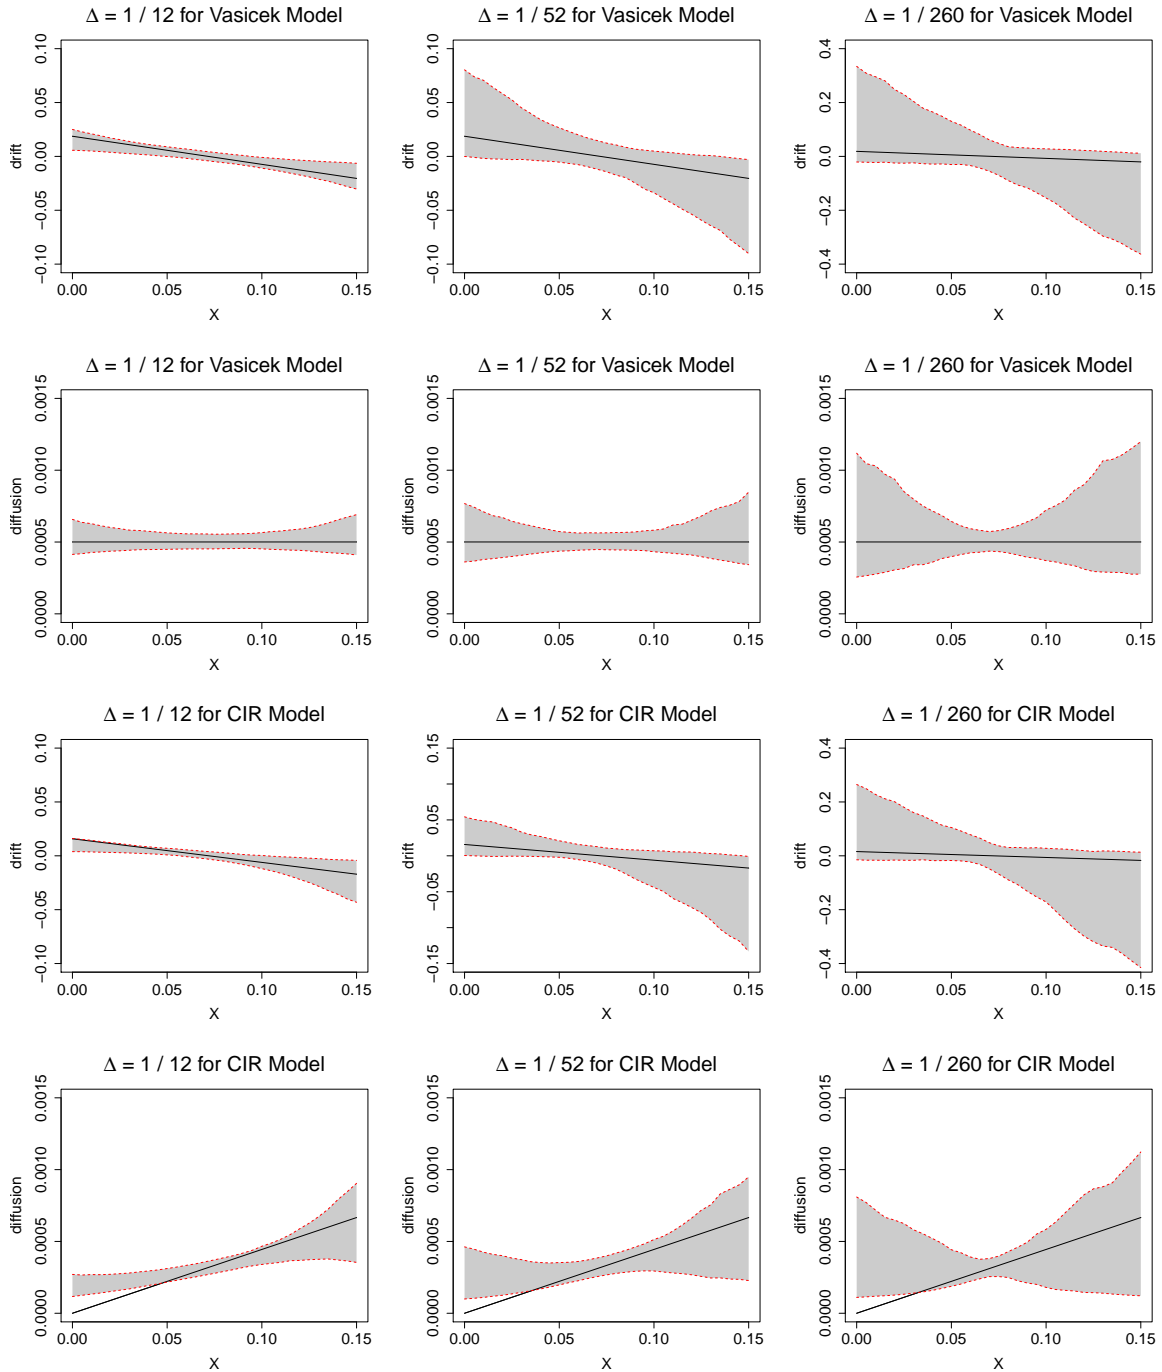 Δ = 1 / 12 for Vasicek Model
drift
0.10
0.05
0.00
−0.05
−0.10
0.00 0.05 0.10 0.15
X
Δ = 1 / 52 for Vasicek Model
drift
0.10
0.05
0.00
−0.05
−0.10
0.00 0.05 0.10 0.15
X
Δ = 1 / 260 for Vasicek Model
drift
0.4
0.2
0.0
−0.2
−0.4
0.00 0.05 0.10 0.15
X
Δ = 1 / 12 for Vasicek Model
diffusion
0.0015
0.0010
0.0005
0.0000
0.00 0.05 0.10 0.15
X
Δ = 1 / 52 for Vasicek Model
diffusion
0.0015
0.0010
0.0005
0.0000
0.00 0.05 0.10 0.15
X
Δ = 1 / 260 for Vasicek Model
diffusion
0.0015
0.0010
0.0005
0.0000
0.00 0.05 0.10 0.15
X
Δ = 1 / 12 for CIR Model
drift
0.10
0.05
0.00
−0.05
−0.10
0.00 0.05 0.10 0.15
X
Δ = 1 / 52 for CIR Model
drift
0.15
0.05
−0.05
−0.15
0.00 0.05 0.10 0.15
X
Δ = 1 / 260 for CIR Model
drift
0.4
0.2
0.0
−0.2
−0.4
0.00 0.05 0.10 0.15
X
Δ = 1 / 12 for CIR Model
diffusion
0.0015
0.0010
0.0005
0.0000
0.00 0.05 0.10 0.15
X
Δ = 1 / 52 for CIR Model
diffusion
0.0015
0.0010
0.0005
0.0000
0.00 0.05 0.10 0.15
X
Δ = 1 / 260 for CIR Model
diffusion
0.0015
0.0010
0.0005
0.0000
0.00 0.05 0.10 0.15
X